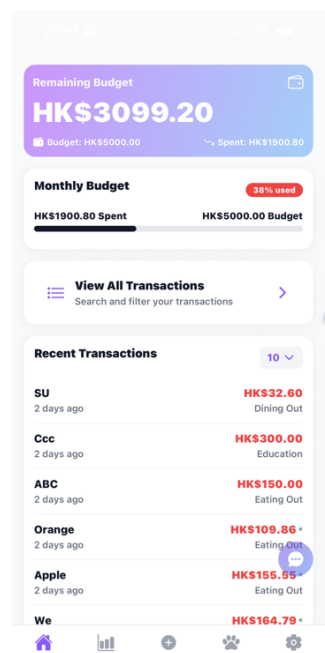 Remaining Budget
HK$3099.20
Budget: HK$5000.00
Spent: HK$1900.80
Monthly Budget
38% used
HK$1900.80 Spent
HK$5000.00 Budget
View All Transactions
Search and filter your transactions
Recent Transactions
10
SU
HK$32.60
2 days ago
Dining Out
Ccc
HK$300.00
2 days ago
Education
ABC
HK$150.00
2 days ago
Eating Out
Orange
HK$109.86
2 days ago
Eating Out
Apple
HK$155.55
2 days ago
Eating Out
We
HK$164.79